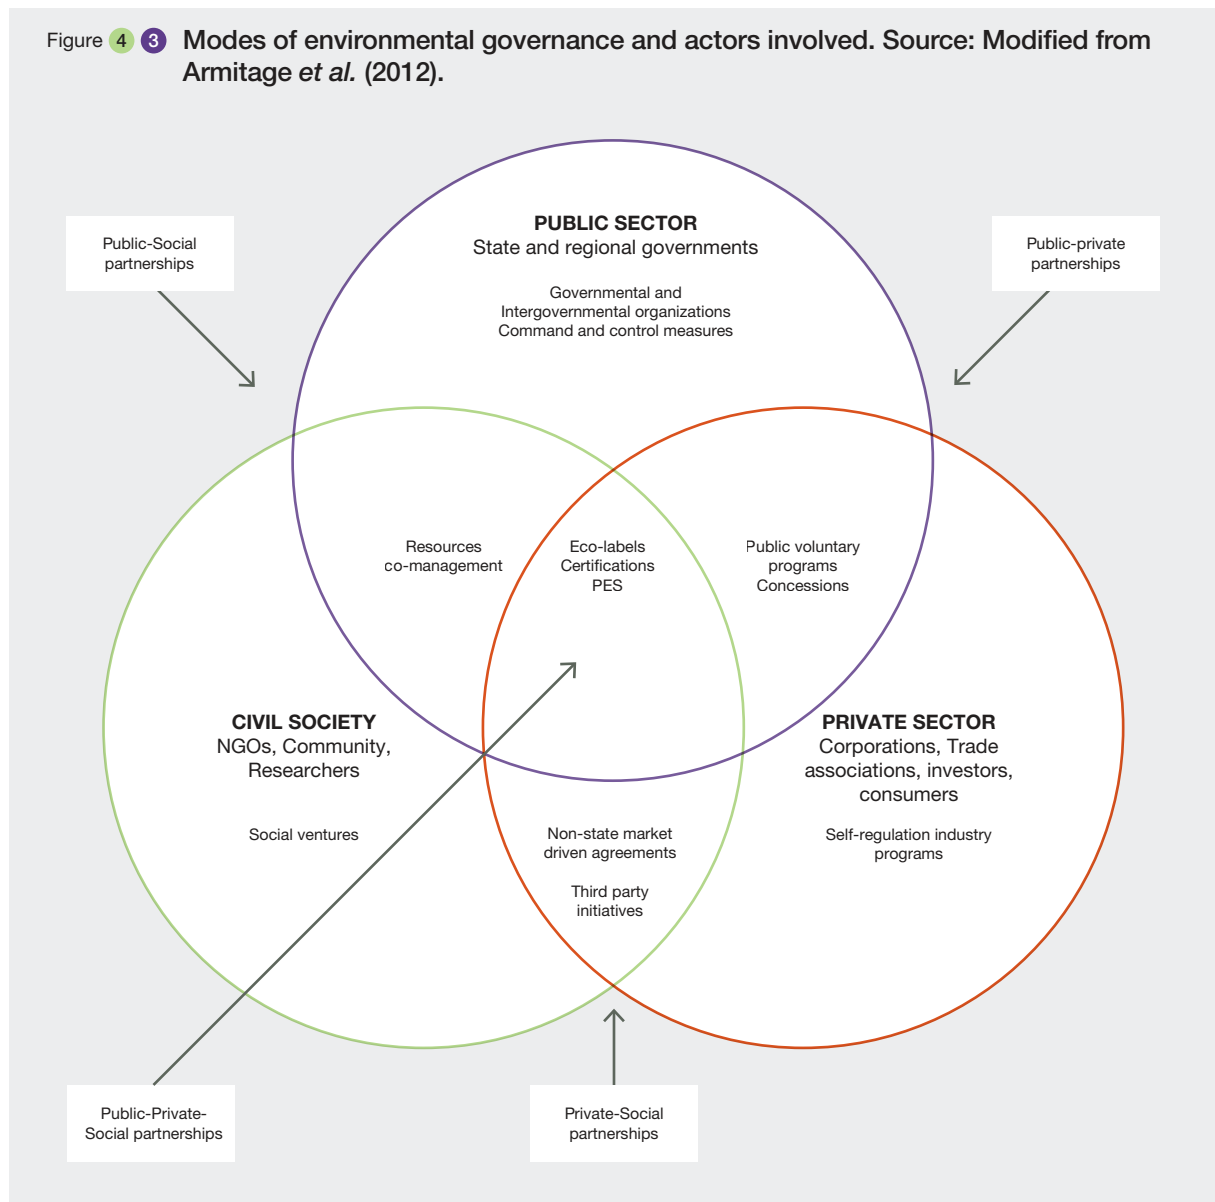 Figure 4 3 Modes of environmental governance and actors involved. Source: Modified from
Armitage et al. (2012).
PUBLIC SECTOR
State and regional governments
Governmental and
Intergovernmental organizations
Command and control measures
Public-Social
partnerships
Public-private
partnerships
Resources
co-management
Eco-labels
Certifications
PES
Public voluntary
programs
Concessions
CIVIL SOCIETY
NGOs, Community,
Researchers
Social ventures
PRIVATE SECTOR
Corporations, Trade
associations, investors,
consumers
Self-regulation industry
programs
Non-state market
driven agreements
Third party
initiatives
Public-Private-
Social partnerships
Private-Social
partnerships